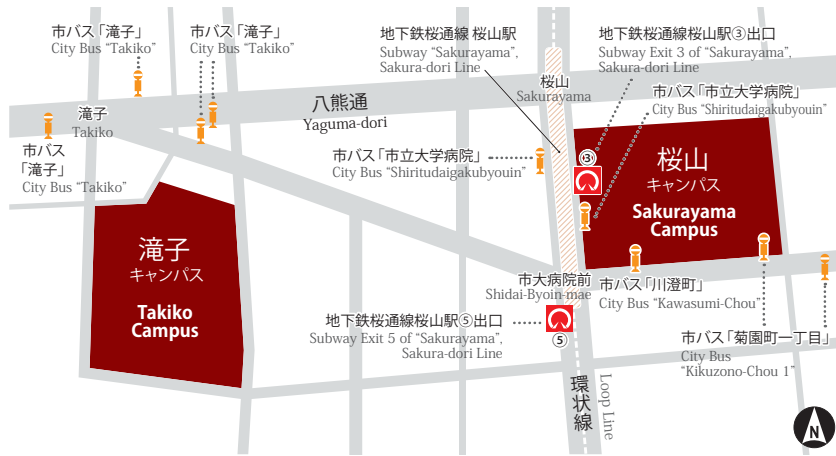 市バス「滝子」
City Bus “Takiko”
市バス「滝子」
City Bus “Takiko”
地下鉄桜通線 桜山駅
Subway “Sakurayama”,
Sakura-dori Line
地下鉄桜通線桜山駅③出口
Subway Exit 3 of “Sakurayama”,
Sakura-dori Line
桜山
Sakurayama
市バス「市立大学病院」
City Bus “Shiritudaigakubyouin”
八熊通
Yaguma-dori
滝子
Takiko
市バス
「滝子」
City Bus “Takiko”
市バス「市立大学病院」
City Bus “Shiritudaigakubyouin”
③
桜山
キャンパス
Sakurayama
Campus
滝子
キャンパス
Takiko
Campus
市大病院前
Shidai-Byoin-mae
市バス「川澄町」
City Bus “Kawasumi-Chou”
地下鉄桜通線桜山駅⑤出口
Subway Exit 5 of “Sakurayama”,
Sakura-dori Line
⑤
市バス「菊園町一丁目」
City Bus
“Kikuzono-Chou 1”
環状線
Loop Line
N